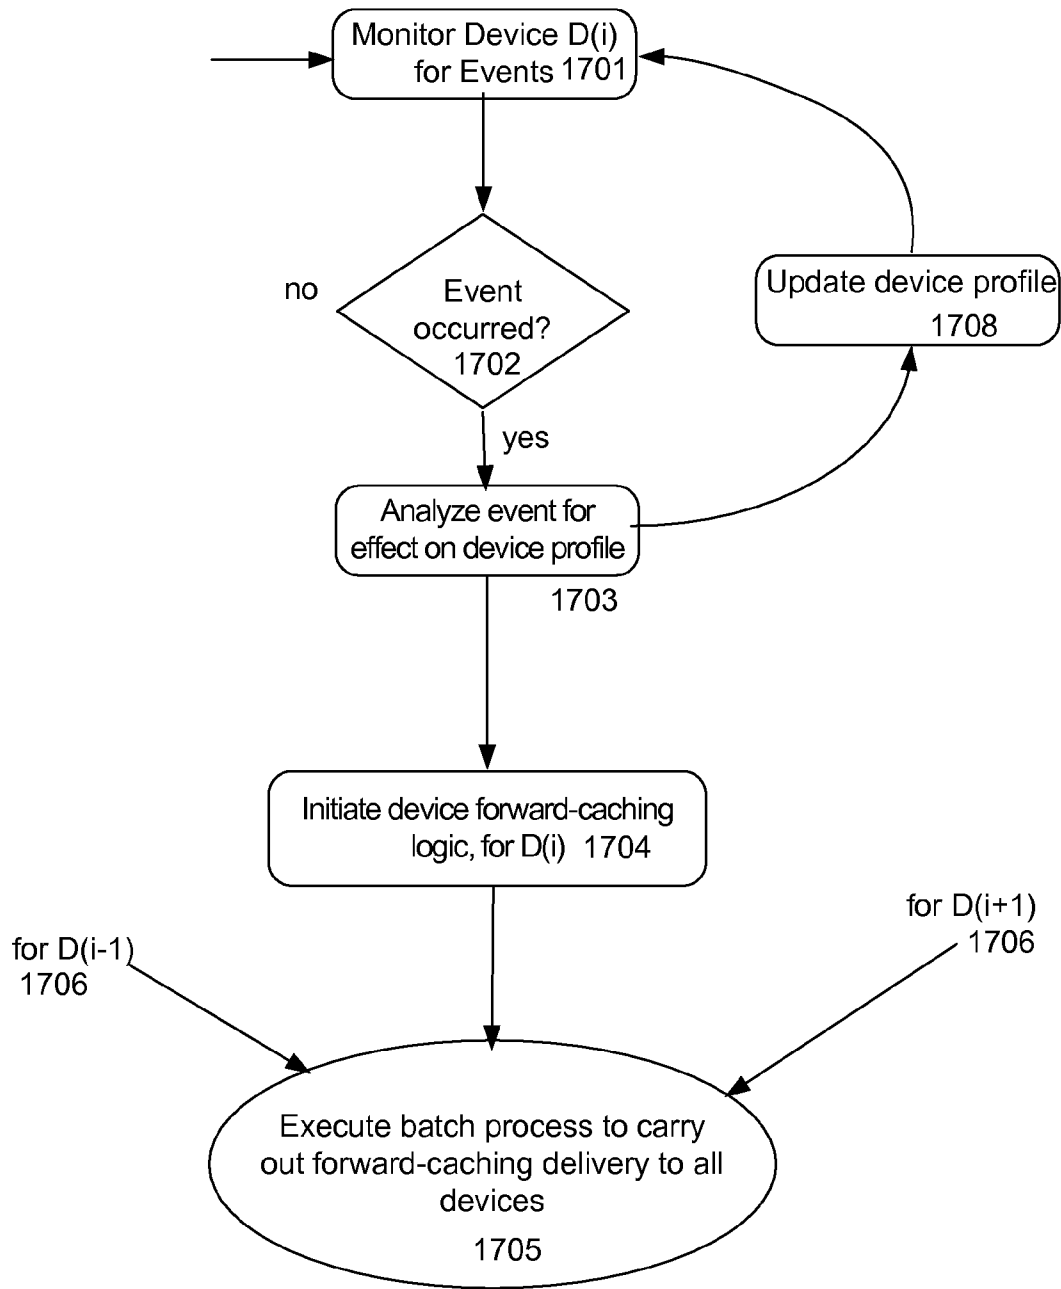 Monitor Device D(i)
for Events 1701
no
Event
occurred?
1702
Update device profile
1708
yes
Analyze event for
effect on device profile
1703
Initiate device forward-caching
logic, for D(i) 1704
for D(i-1)
1706
for D(i+1)
1706
Execute batch process to carry
out forward-caching delivery to all
devices
1705